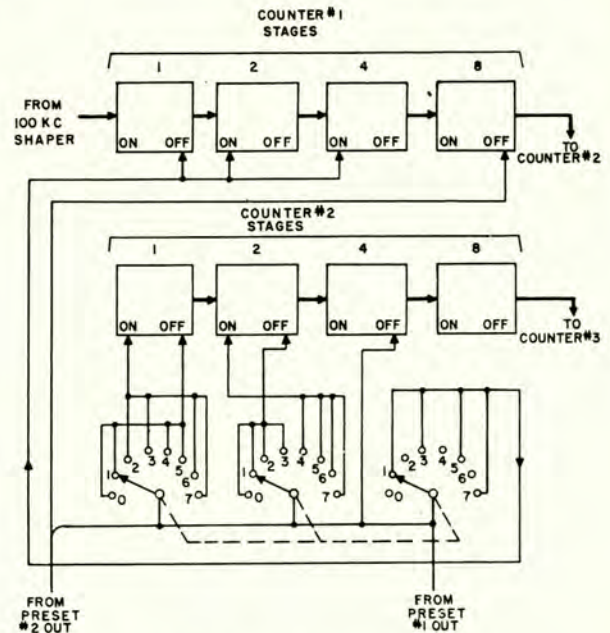 COUNTER #1
STAGES
1 2 4 8
FROM
100 KC
SHAPER
ON OFF ON OFF ON OFF ON OFF
TO
COUNTER #2
COUNTER #2
STAGES
1 2 4 8
ON OFF ON OFF ON OFF ON OFF
TO
COUNTER #3
0 1 2 3 4 5 6 7
0 1 2 3 4 5 6 7
0 1 2 3 4 5 6 7
FROM
PRESET
#2 OUT
FROM
PRESET
#1 OUT